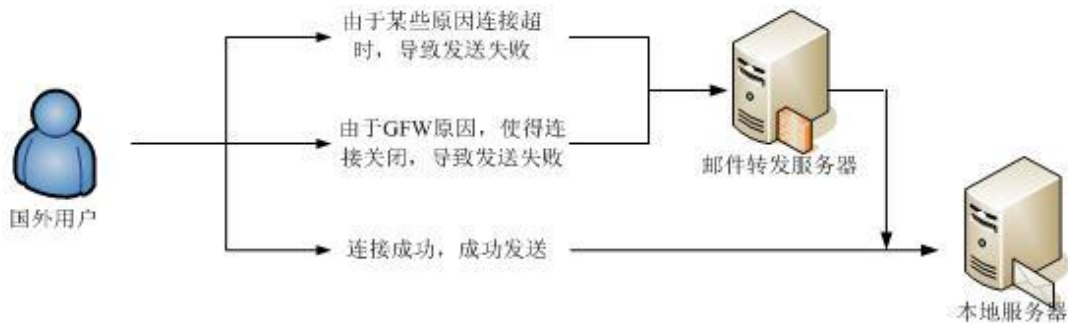 由于某些原因连接超
时，导致发送失败
由于GFW原因，使得连
接关闭，导致发送失败
邮件转发服务器
国外用户
连接成功，成功发送
本地服务器